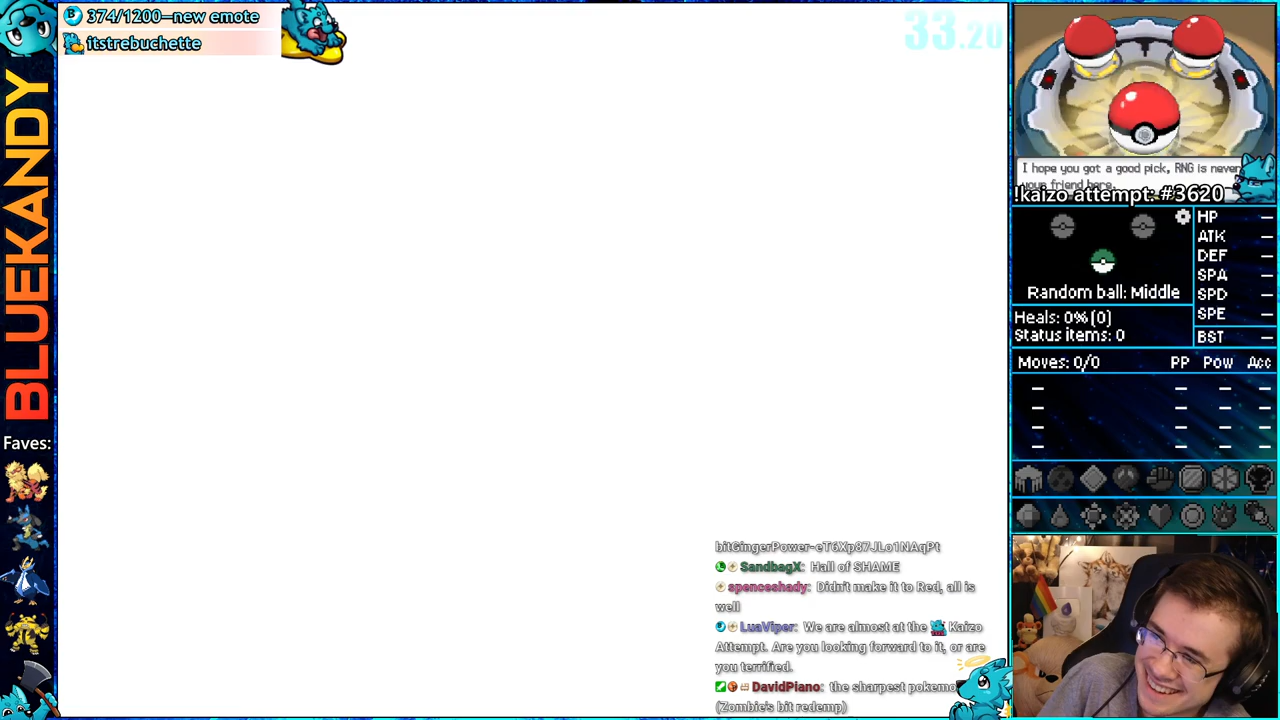 374/1200—new emote
itstrebuchette
33.20
BLUEKANDY
Faves:
I hope you got a good pick, RNG is never
your friend here.
!kaizo attempt: #3620
Random ball: Middle
Heals: 0% (0)
Status items: 0
HP —
ATK —
DEF —
SPA —
SPD —
SPE —
BST —
Moves: 0/0 PP Pow Acc
— — — —
— — — —
— — — —
— — — —
bitGingerPower-eT6Xp87JLo1NAqPt
SandbagX: Hall of SHAME
spenceshady: Didn't make it to Red, all is
well
LuaViper: We are almost at the Kaizo
Attempt. Are you looking forward to it, or are
you terrified.
DavidPiano: the sharpest pokemo
(Zombie's bit redemp)